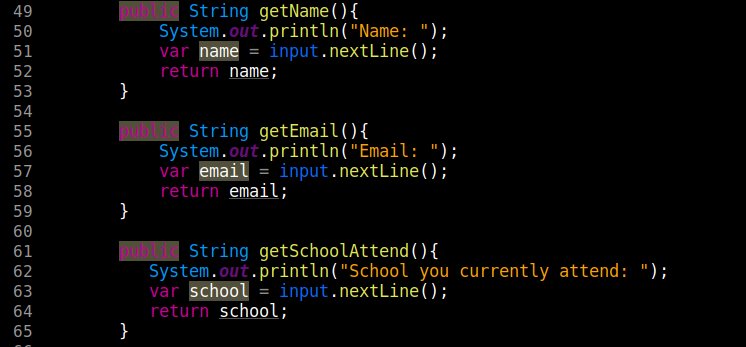 49 public String getName(){
50 System.out.println("Name: ");
51 var name = input.nextLine();
52 return name;
53 }
54
55 public String getEmail(){
56 System.out.println("Email: ");
57 var email = input.nextLine();
58 return email;
59 }
60
61 public String getSchoolAttend(){
62 System.out.println("School you currently attend: ");
63 var school = input.nextLine();
64 return school;
65 }